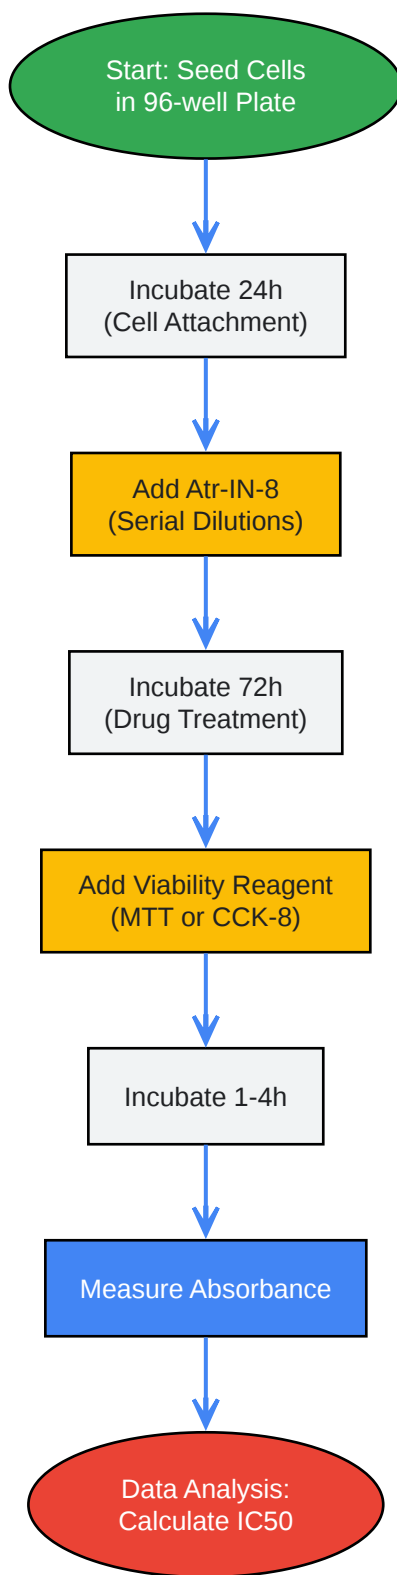 Start: Seed Cells
in 96-well Plate
Incubate 24h
(Cell Attachment)
Add Atr-IN-8
(Serial Dilutions)
Incubate 72h
(Drug Treatment)
Add Viability Reagent
(MTT or CCK-8)
Incubate 1-4h
Measure Absorbance
Data Analysis:
Calculate IC50